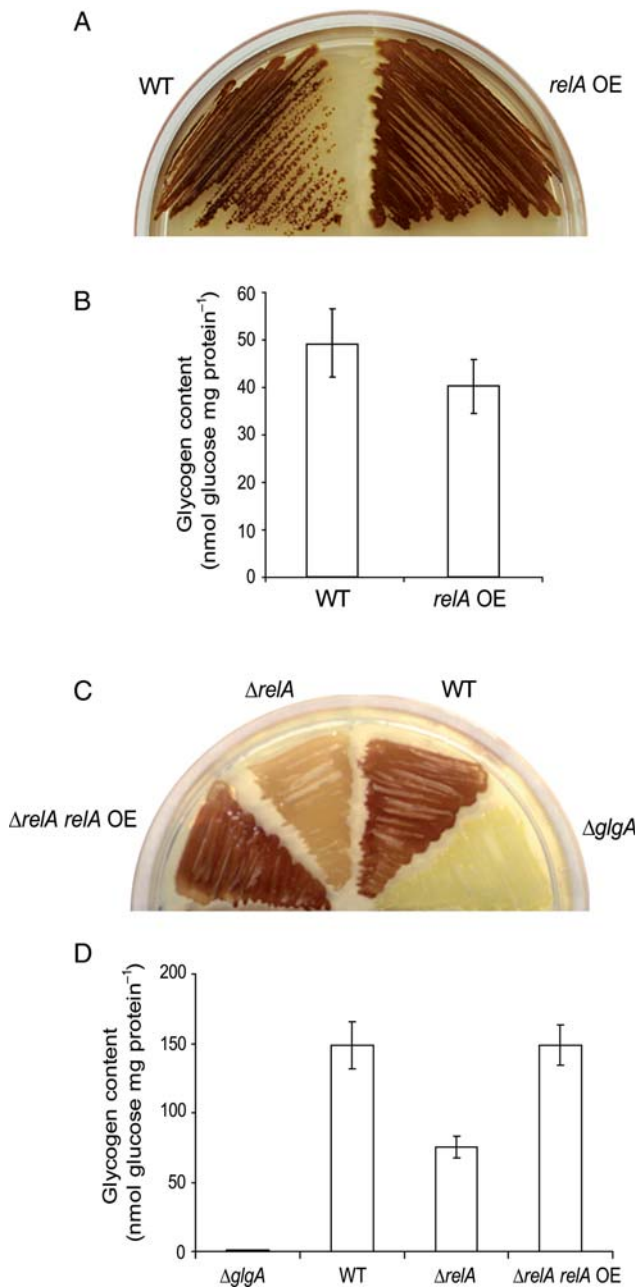 A
WT
relA OE
B
Glycogen content
(nmol glucose mg protein⁻¹)
60
50
40
30
20
10
0
WT relA OE
C
ΔrelA WT
ΔrelA relA OE
ΔglgA
D
Glycogen content
(nmol glucose mg protein⁻¹)
200
150
100
50
0
ΔglgA WT ΔrelA ΔrelA relA OE